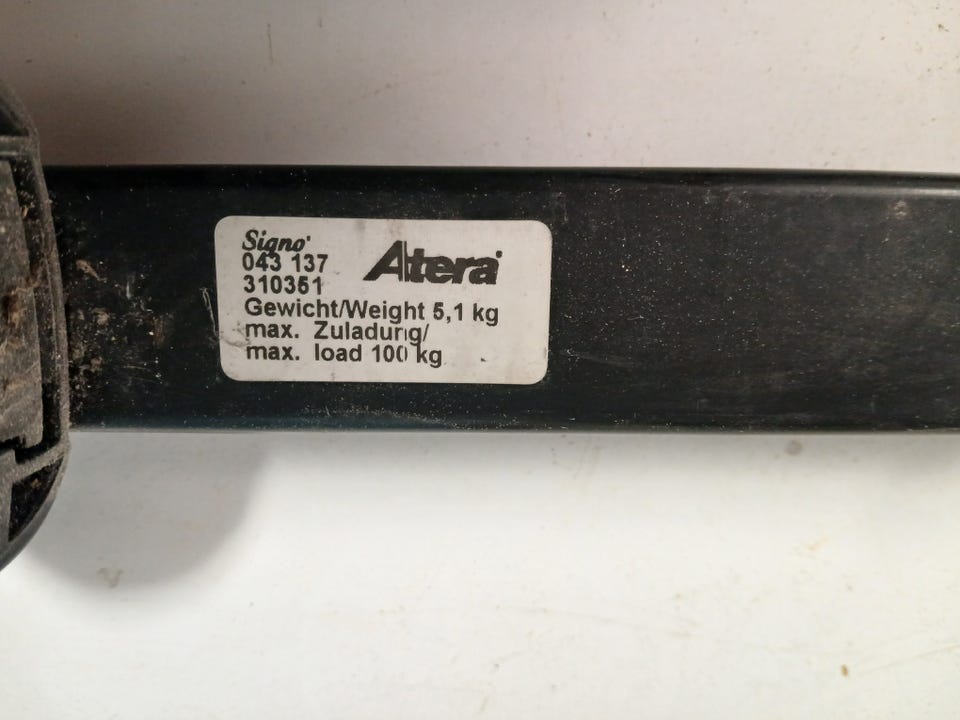 Signo®
043 137
Atera®
310351
Gewicht/Weight 5,1 kg
max. Zuladung/
max. load 100 kg